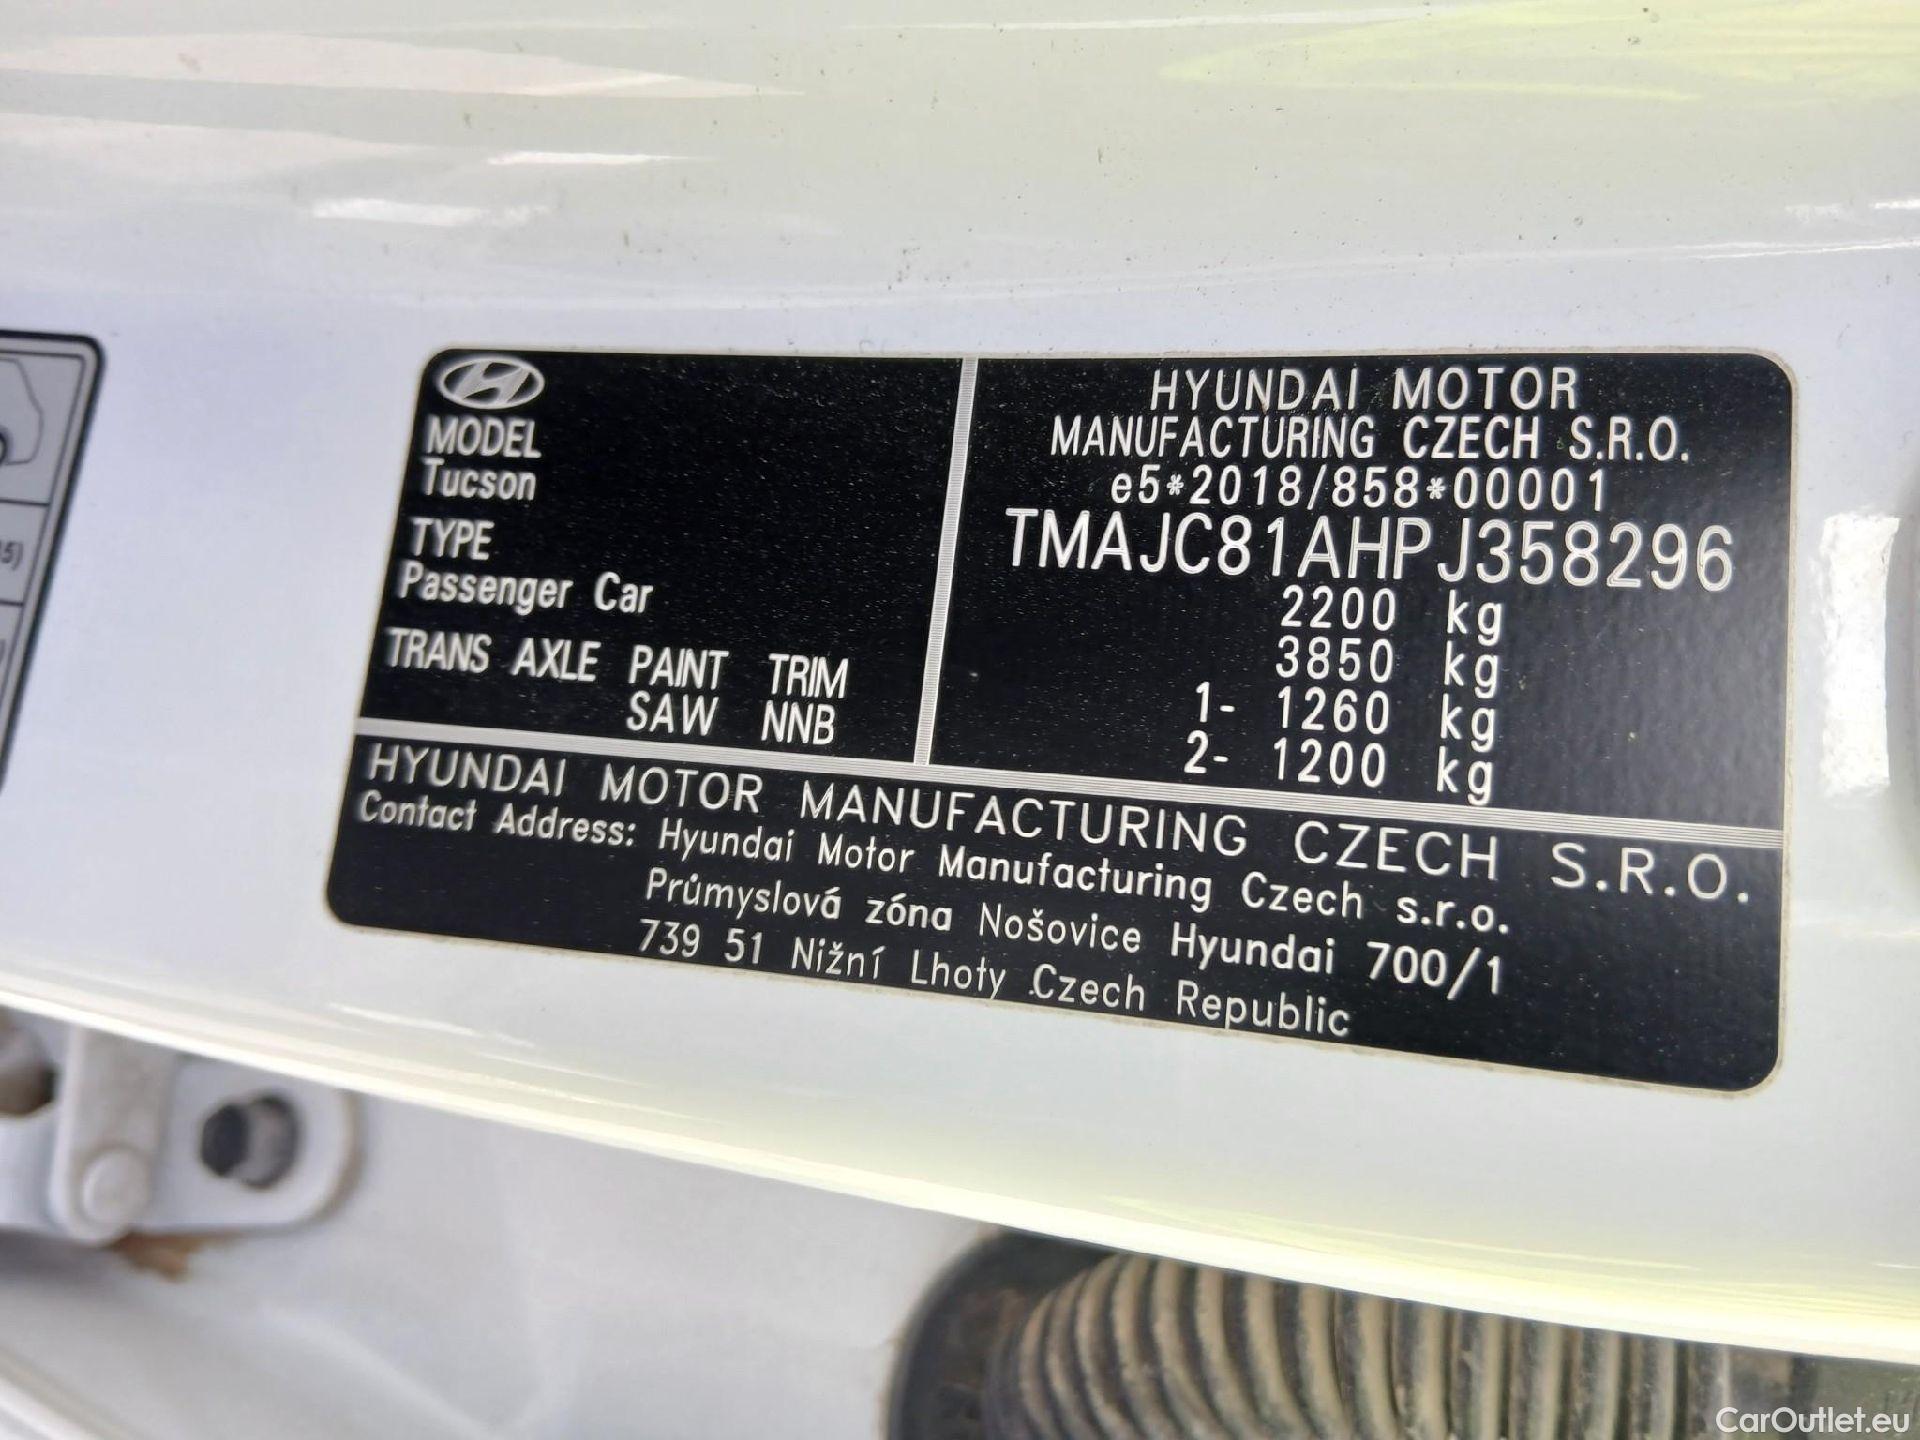 MODEL
Tucson
TYPE
Passenger Car
TRANS AXLE PAINT TRIM
SAW NNB
HYUNDAI MOTOR
MANUFACTURING CZECH S.R.O.
e5*2018/858*00001
TMAJC81AHPJ358296
2200 kg
3850 kg
1- 1260 kg
2- 1200 kg
HYUNDAI MOTOR MANUFACTURING CZECH S.R.O.
Contact Address: Hyundai Motor Manufacturing Czech s.r.o.
Průmyslová zóna Nošovice Hyundai 700/1
739 51 Nižní Lhoty Czech Republic
CarOutlet.eu